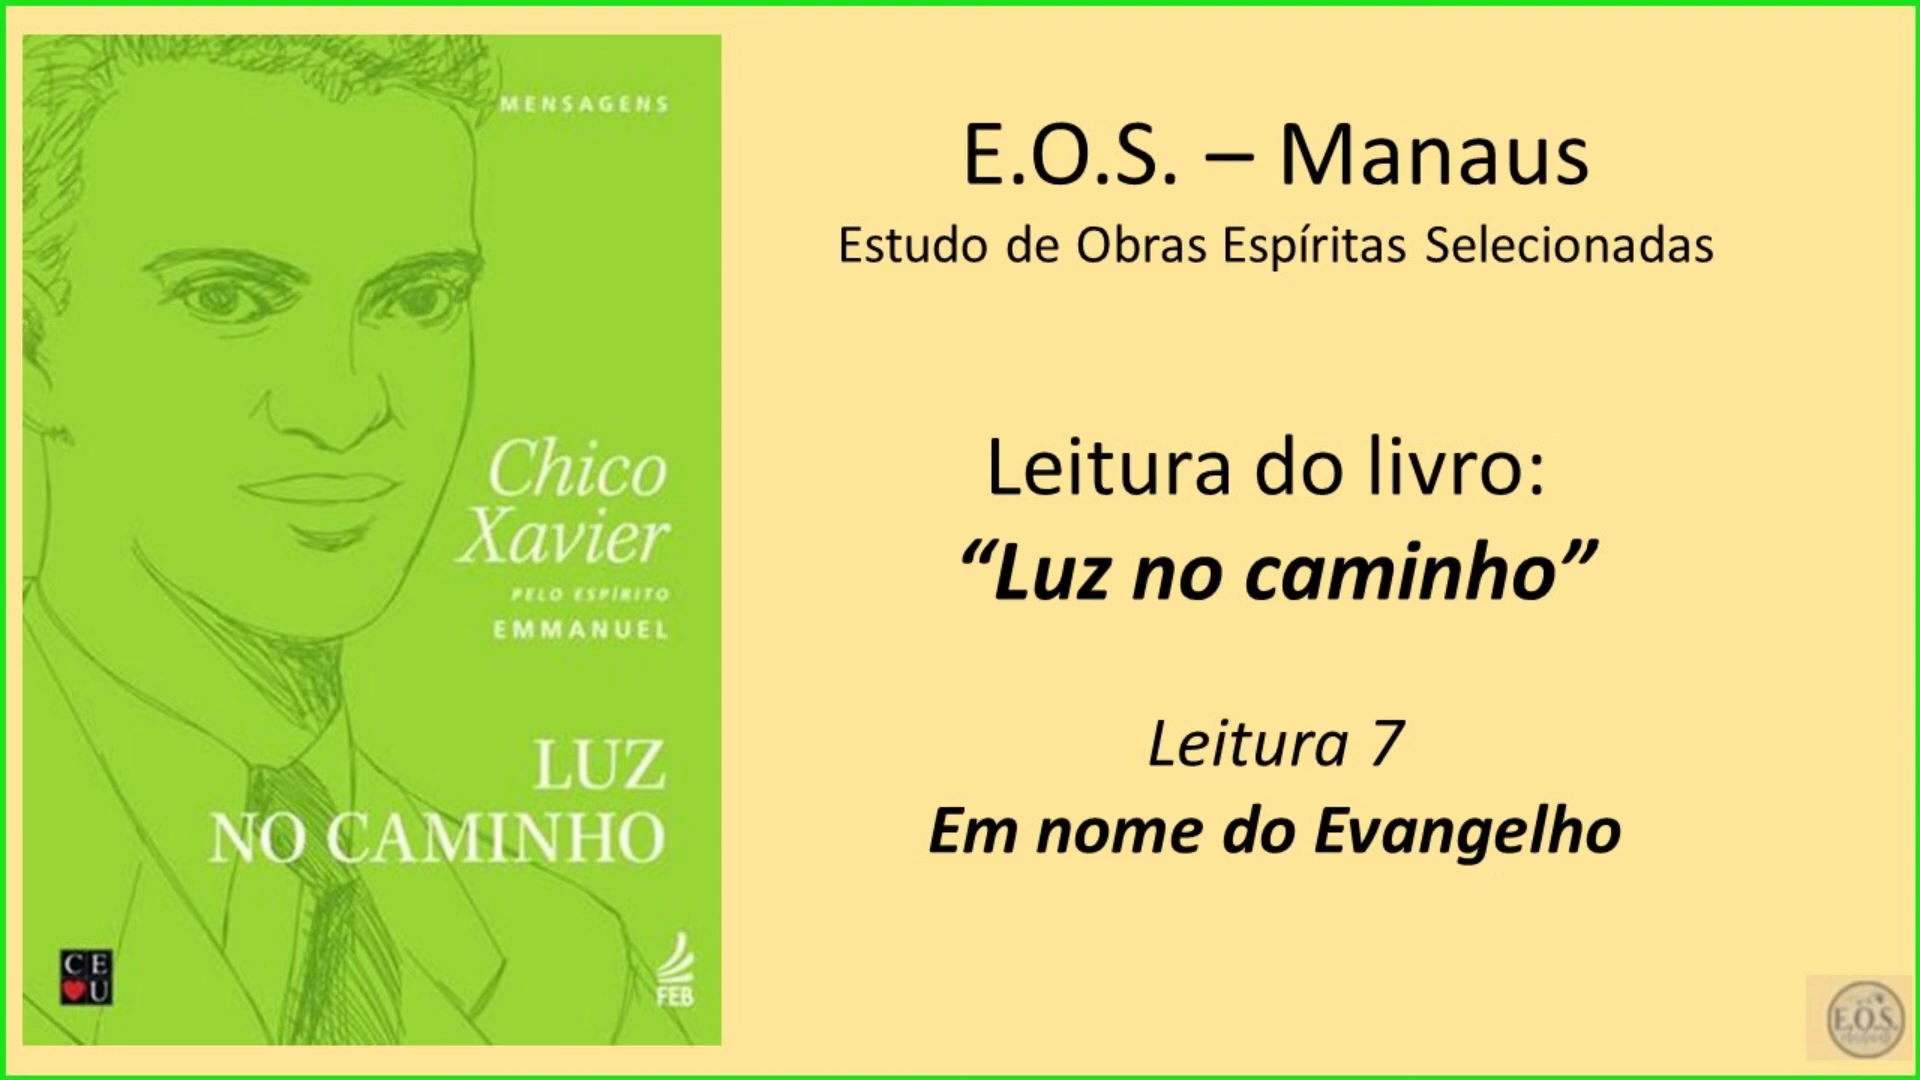 MENSAGENS
Chico
Xavier
PELO ESPÍRITO
EMMANUEL
LUZ
NO CAMINHO
CE
U
FEB
E.O.S. – Manaus
Estudo de Obras Espíritas Selecionadas
Leitura do livro:
“Luz no caminho”
Leitura 7
Em nome do Evangelho
E.O.S.